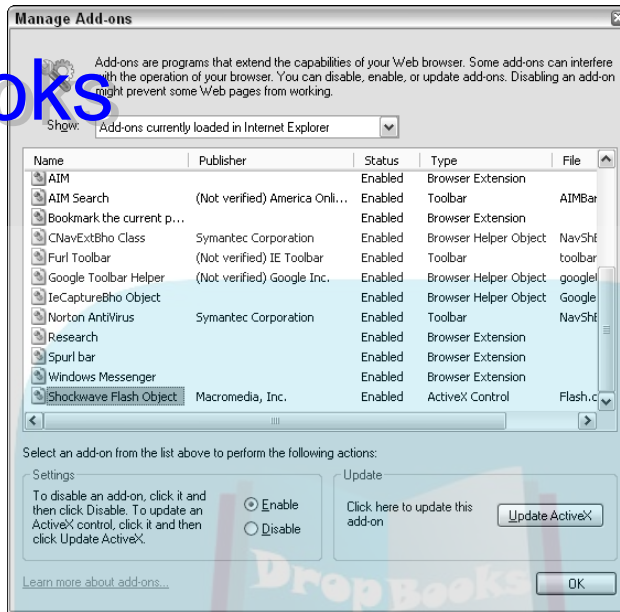 Manage Add-ons
Add-ons are programs that extend the capabilities of your Web browser. Some add-ons can interfere
with the operation of your browser. You can disable, enable, or update add-ons. Disabling an add-on
might prevent some Web pages from working.
oks
Show: Add-ons currently loaded in Internet Explorer
Name Publisher Status Type File
AIM Enabled Browser Extension
AIM Search (Not verified) America Onli... Enabled Toolbar AIMBar
Bookmark the current p... Enabled Browser Extension
CNavExtBho Class Symantec Corporation Enabled Browser Helper Object NavShE
Furl Toolbar (Not verified) IE Toolbar Enabled Toolbar toolbar
Google Toolbar Helper (Not verified) Google Inc. Enabled Browser Helper Object google
IeCaptureBho Object Enabled Browser Helper Object Google
Norton AntiVirus Symantec Corporation Enabled Toolbar NavShE
Research Enabled Browser Extension
Spurl bar Enabled Browser Extension
Windows Messenger Enabled Browser Extension
Shockwave Flash Object Macromedia, Inc. Enabled ActiveX Control Flash.c
Select an add-on from the list above to perform the following actions:
Settings
To disable an add-on, click it and
then click Disable. To update an
ActiveX control, click it and then
click Update ActiveX.
Enable
Disable
Update
Click here to update this
add-on
Update ActiveX
Learn more about add-ons...
Drop Books
OK